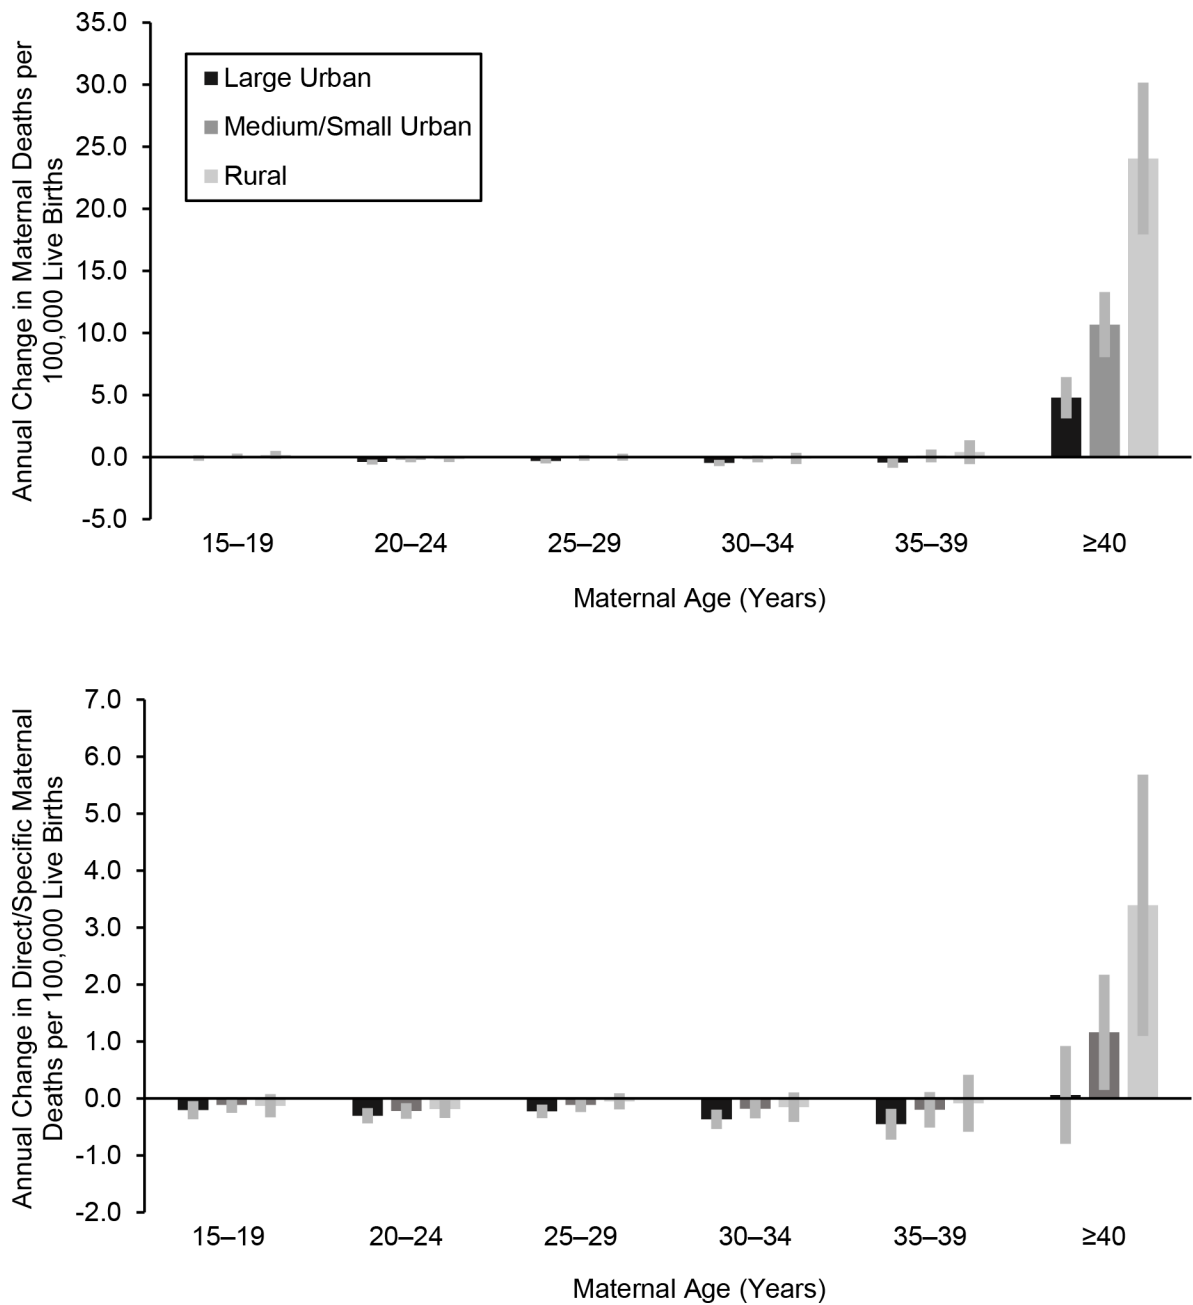 Annual Change in Maternal Deaths per
100,000 Live Births
35.0
30.0
25.0
20.0
15.0
10.0
5.0
0.0
-5.0
Large Urban
Medium/Small Urban
Rural
15–19 20–24 25–29 30–34 35–39 ≥40
Maternal Age (Years)
Annual Change in Direct/Specific Maternal
Deaths per 100,000 Live Births
7.0
6.0
5.0
4.0
3.0
2.0
1.0
0.0
-1.0
-2.0
15–19 20–24 25–29 30–34 35–39 ≥40
Maternal Age (Years)